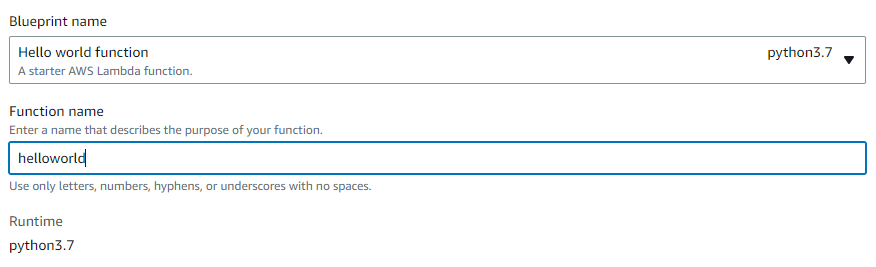 Blueprint name
Hello world function python3.7
A starter AWS Lambda function.
Function name
Enter a name that describes the purpose of your function.
helloworld
Use only letters, numbers, hyphens, or underscores with no spaces.
Runtime
python3.7